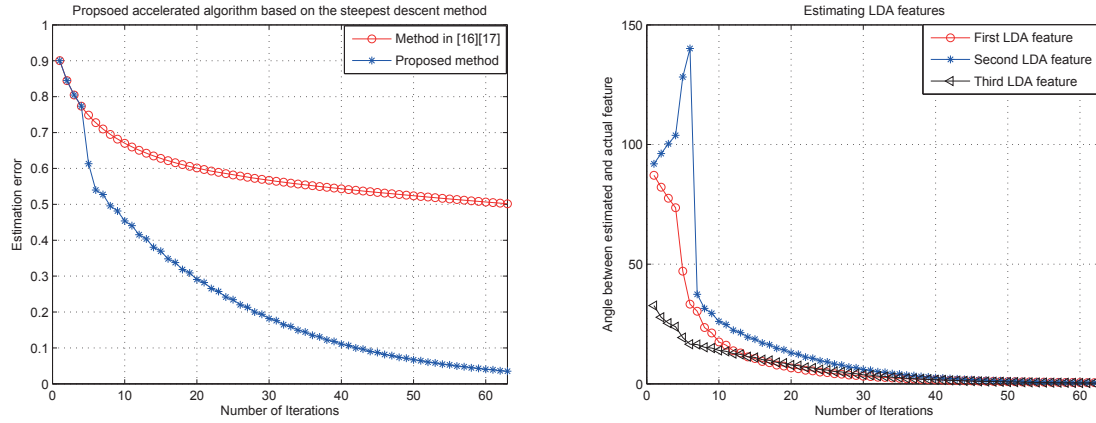 Propsoed accelerated algorithm based on the steepest descent method
1
0.9
0.8
0.7
0.6
0.5
0.4
0.3
0.2
0.1
0
Estimation error
Method in [16][17]
Proposed method
0 10 20 30 40 50 60
Number of Iterations
Estimating LDA features
150
100
50
0
Angle between estimated and actual feature
First LDA feature
Second LDA feature
Third LDA feature
0 10 20 30 40 50 60
Number of Iterations